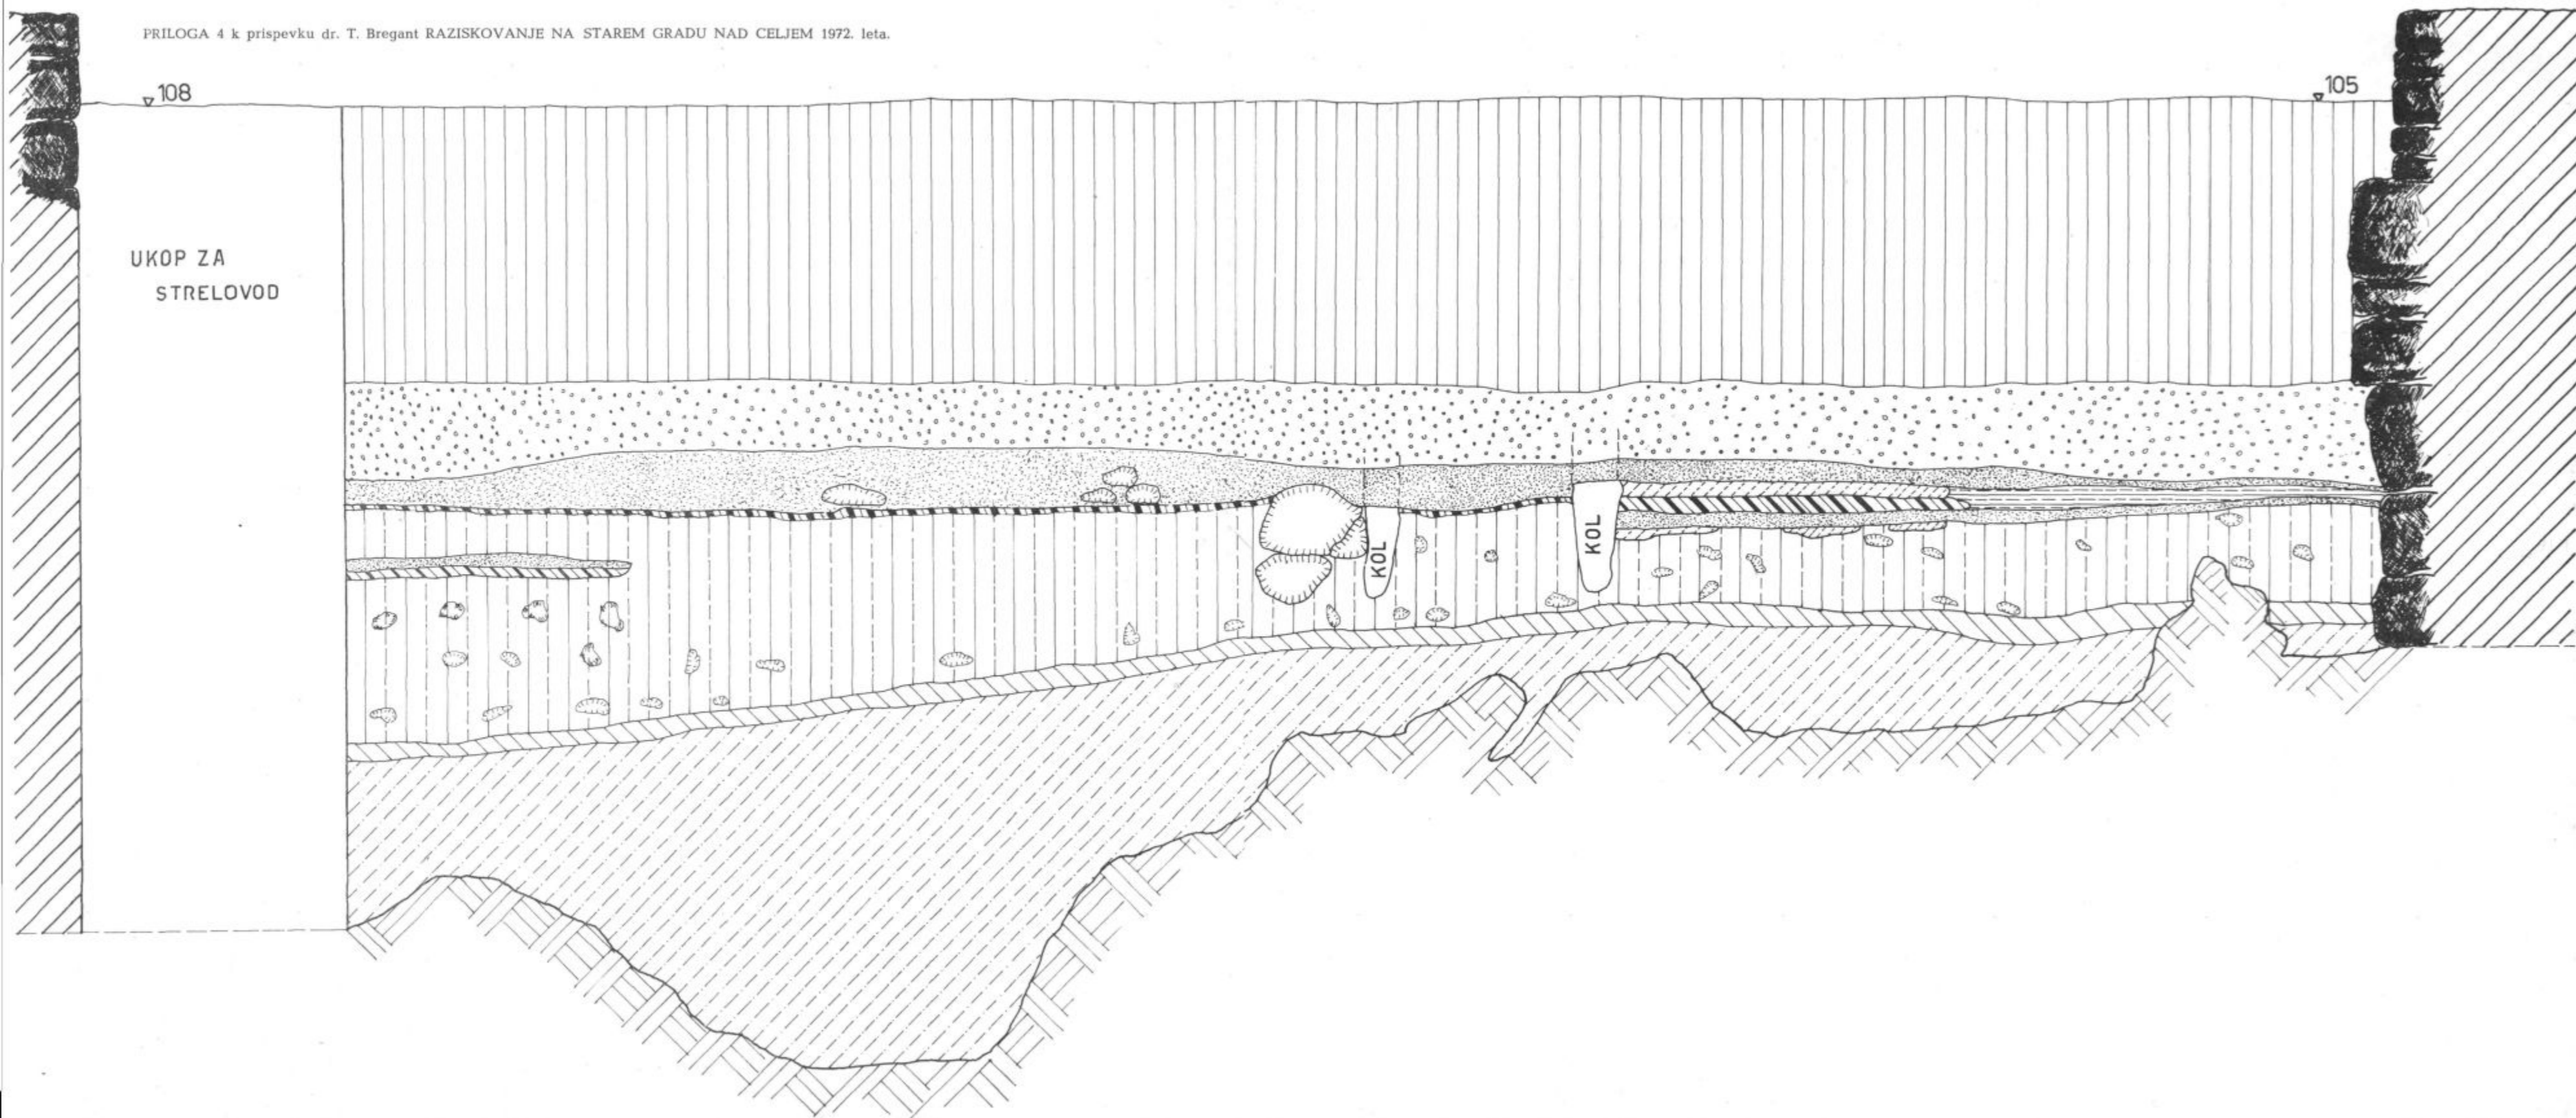 PRILOGA 4 k prispevku dr. T. Bregant RAZISKOVANJE NA STAREM GRADU NAD CELJEM 1972. leta.
108
105
UKOP ZA
STRELOVOD
KOL
KOL